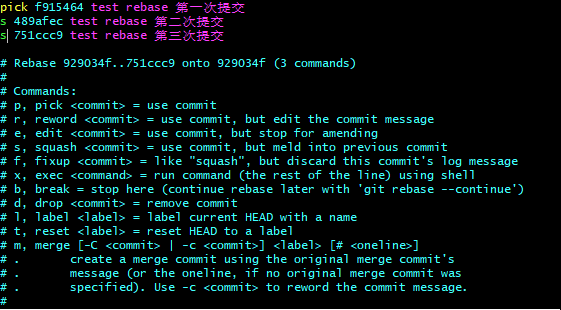 pick f915464 test rebase 第一次提交
s 489afec test rebase 第二次提交
s 751ccc9 test rebase 第三次提交

# Rebase 929034f..751ccc9 onto 929034f (3 commands)
#
# Commands:
# p, pick <commit> = use commit
# r, reword <commit> = use commit, but edit the commit message
# e, edit <commit> = use commit, but stop for amending
# s, squash <commit> = use commit, but meld into previous commit
# f, fixup <commit> = like "squash", but discard this commit's log message
# x, exec <command> = run command (the rest of the line) using shell
# b, break = stop here (continue rebase later with 'git rebase --continue')
# d, drop <commit> = remove commit
# l, label <label> = label current HEAD with a name
# t, reset <label> = reset HEAD to a label
# m, merge [-C <commit> | -c <commit>] <label> [# <oneline>]
# .       create a merge commit using the original merge commit's
# .       message (or the oneline, if no original merge commit was
# .       specified). Use -c <commit> to reword the commit message.
#